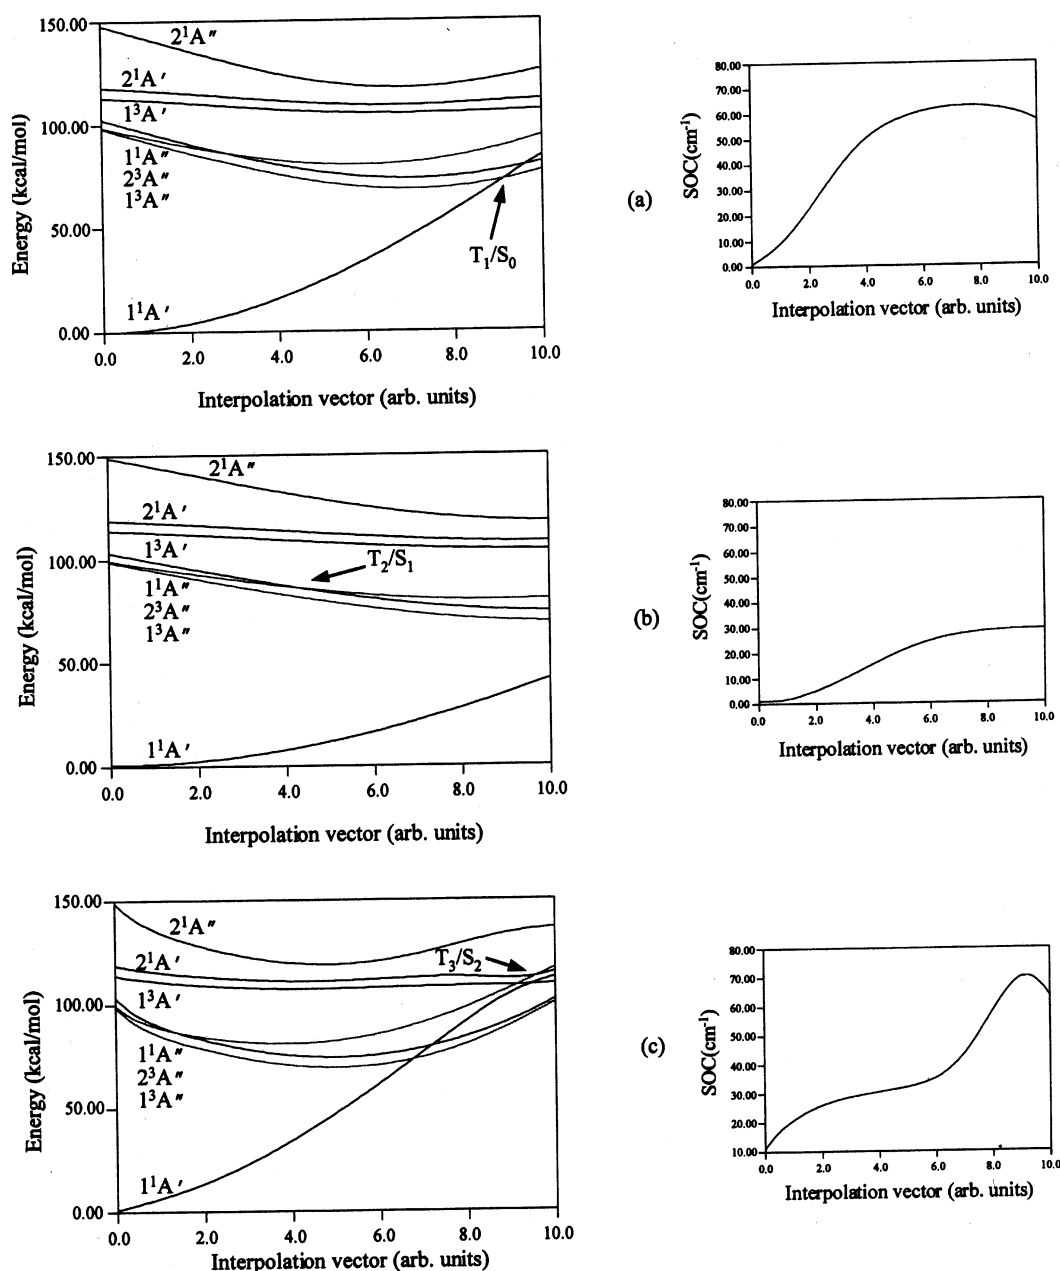 150.00
100.00
50.00
0.00
Energy (kcal/mol)
2¹A″
2¹A′
1³A′
1¹A″
2³A″
1³A″
1¹A′
T₁/S₀
0.0 2.0 4.0 6.0 8.0 10.0
Interpolation vector (arb. units)
(a)
80.00
70.00
60.00
50.00
40.00
30.00
20.00
10.00
0.00
SOC(cm⁻¹)
0.0 2.0 4.0 6.0 8.0 10.0
Interpolation vector (arb. units)
150.00
100.00
50.00
0.00
Energy (kcal/mol)
2¹A″
2¹A′
1³A′
T₂/S₁
1¹A″
2³A″
1³A″
1¹A′
0.0 2.0 4.0 6.0 8.0 10.0
Interpolation vector (arb. units)
(b)
80.00
70.00
60.00
50.00
40.00
30.00
20.00
10.00
0.00
SOC(cm⁻¹)
0.0 2.0 4.0 6.0 8.0 10.0
Interpolation vector (arb. units)
150.00
100.00
50.00
0.00
Energy (kcal/mol)
2¹A″
2¹A′
T₃/S₂
1³A′
1¹A″
2³A″
1³A″
1¹A′
0.0 2.0 4.0 6.0 8.0 10.0
Interpolation vector (arb. units)
(c)
80.00
70.00
60.00
50.00
40.00
30.00
20.00
10.00
SOC(cm⁻¹)
0.0 2.0 4.0 6.0 8.0 10.0
Interpolation vector (arb. units)